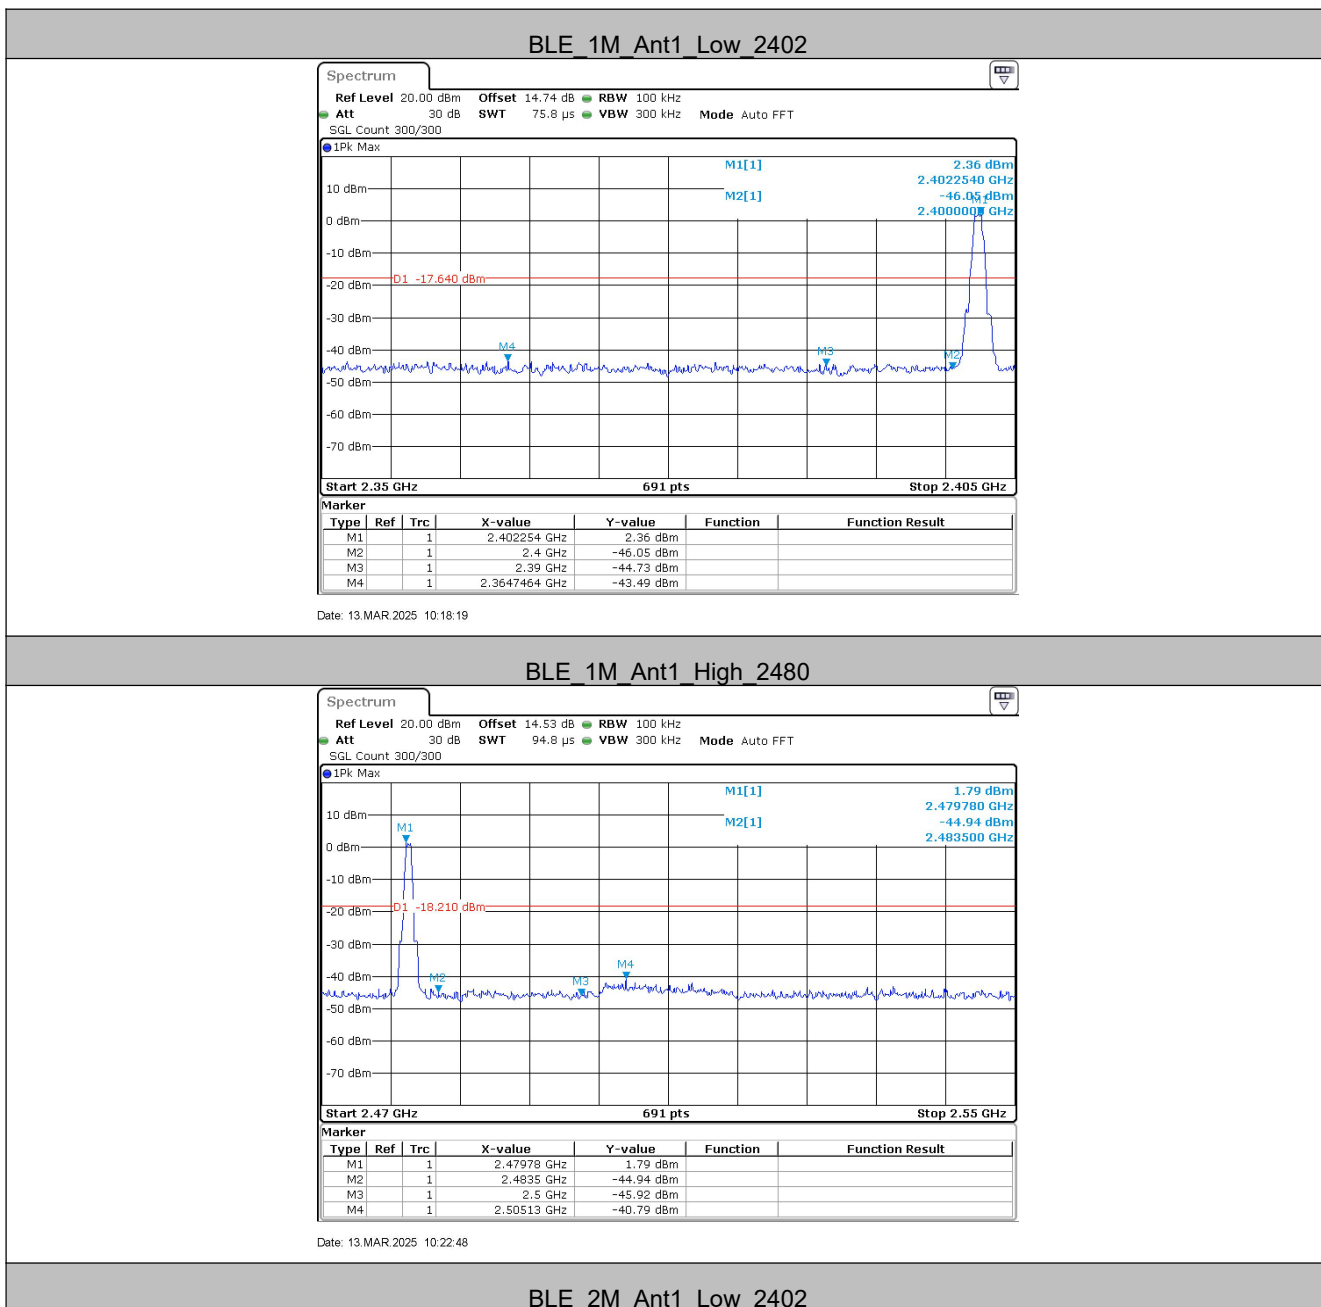 BLE_1M_Ant1_Low_2402
Spectrum
Ref Level 20.00 dBm Offset 14.74 dB RBW 100 kHz
Att 30 dB SWT 75.8 µs VBW 300 kHz Mode Auto FFT
SGL Count 300/300
1Pk Max
M1[1] 2.36 dBm
2.4022540 GHz
M2[1] -46.05 dBm
2.4000000 GHz
M1
10 dBm
0 dBm
-10 dBm
D1 -17.640 dBm
-20 dBm
-30 dBm
-40 dBm
M4 M3 M2
-50 dBm
-60 dBm
-70 dBm
Start 2.35 GHz 691 pts Stop 2.405 GHz
Marker
Type Ref Trc X-value Y-value Function Function Result
M1 1 2.402254 GHz 2.36 dBm
M2 1 2.4 GHz -46.05 dBm
M3 1 2.39 GHz -44.73 dBm
M4 1 2.3647464 GHz -43.49 dBm
Date: 13.MAR.2025 10:18:19
BLE_1M_Ant1_High_2480
Spectrum
Ref Level 20.00 dBm Offset 14.53 dB RBW 100 kHz
Att 30 dB SWT 94.8 µs VBW 300 kHz Mode Auto FFT
SGL Count 300/300
1Pk Max
M1[1] 1.79 dBm
2.479780 GHz
M2[1] -44.94 dBm
2.483500 GHz
10 dBm
M1
0 dBm
-10 dBm
D1 -18.210 dBm
-20 dBm
-30 dBm
M4
-40 dBm
M2 M3
-50 dBm
-60 dBm
-70 dBm
Start 2.47 GHz 691 pts Stop 2.55 GHz
Marker
Type Ref Trc X-value Y-value Function Function Result
M1 1 2.47978 GHz 1.79 dBm
M2 1 2.4835 GHz -44.94 dBm
M3 1 2.5 GHz -45.92 dBm
M4 1 2.50513 GHz -40.79 dBm
Date: 13.MAR.2025 10:22:48
BLE_2M_Ant1_Low_2402